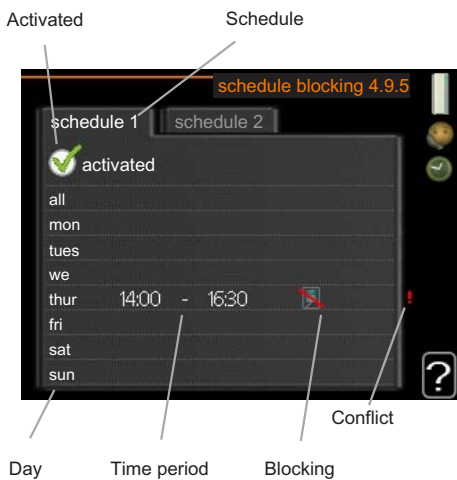 Activated Schedule
schedule blocking 4.9.5
schedule 1 schedule 2
activated
all
mon
tues
we
thur 14:00 - 16:30 !
fri
sat
sun
?
Conflict
Day Time period Blocking